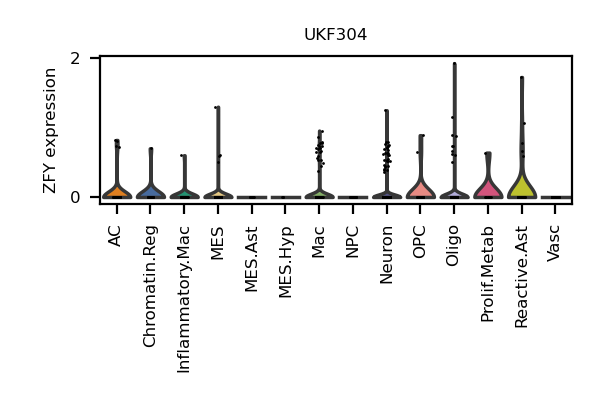 UKF304
ZFY expression
2
0
AC
Chromatin.Reg
Inflammatory.Mac
MES
MES.Ast
MES.Hyp
Mac
NPC
Neuron
OPC
Oligo
Prolif.Metab
Reactive.Ast
Vasc